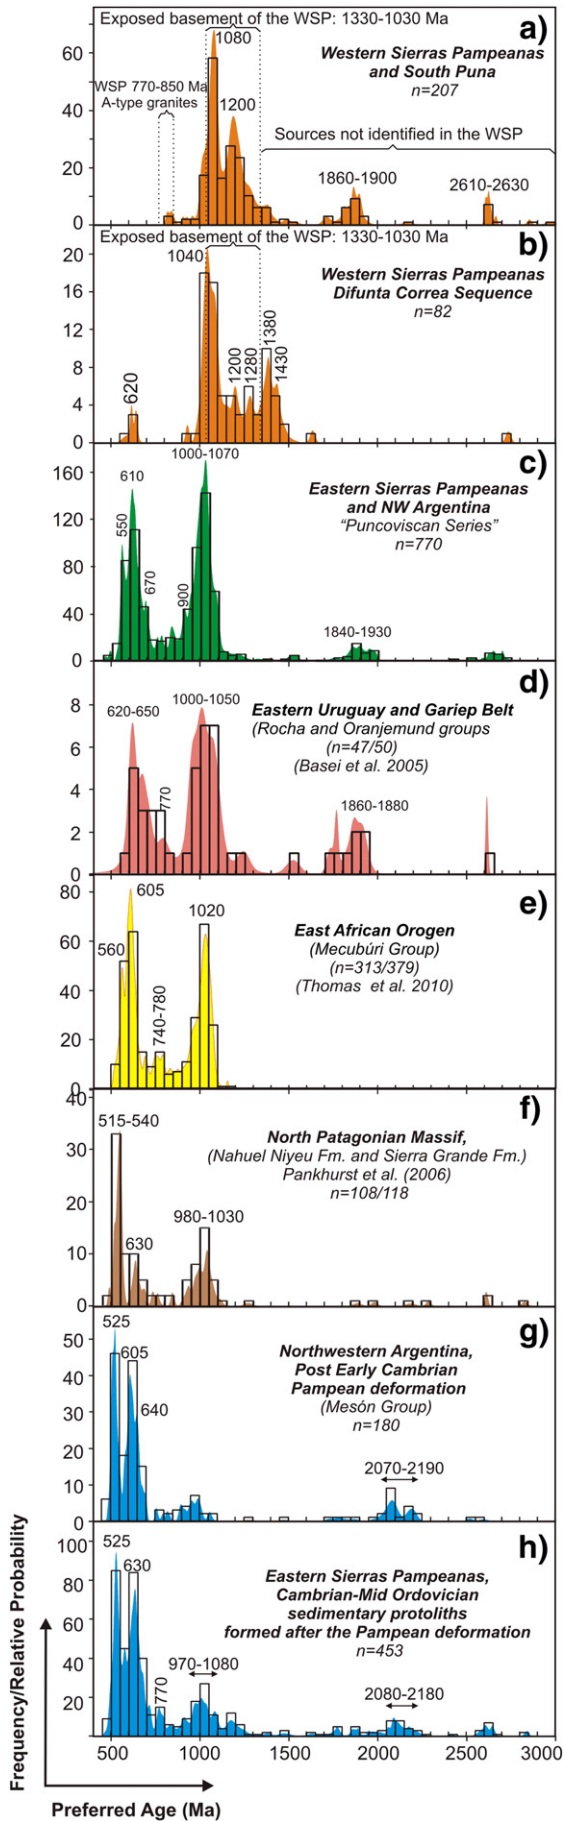 Exposed basement of the WSP: 1330-1030 Ma
a)
1080
Western Sierras Pampeanas
and South Puna
n=207
WSP 770-850 Ma
A-type granites
1200
Sources not identified in the WSP
1860-1900
2610-2630
60
40
20
0
Exposed basement of the WSP: 1330-1030 Ma
b)
1040
Western Sierras Pampeanas
Difunta Correa Sequence
n=82
620
1200
1280
1380
1430
20
16
12
8
4
0
c)
1000-1070
610
550
670
900
Eastern Sierras Pampeanas
and NW Argentina
“Puncoviscan Series”
n=770
1840-1930
160
120
80
40
0
d)
620-650
1000-1050
770
Eastern Uruguay and Gariep Belt
(Rocha and Oranjemund groups
(n=47/50)
(Basei et al. 2005)
1860-1880
8
6
4
2
0
e)
605
560
740-780
1020
East African Orogen
(Mecubúri Group)
(n=313/379)
(Thomas et al. 2010)
80
60
40
20
0
f)
515-540
630
980-1030
North Patagonian Massif,
(Nahuel Niyeu Fm. and Sierra Grande Fm.)
Pankhurst et al. (2006)
n=108/118
40
30
20
10
0
g)
525
605
640
Northwestern Argentina,
Post Early Cambrian
Pampean deformation
(Mesón Group)
n=180
2070-2190
50
40
30
20
10
0
h)
525
630
770
970-1080
Eastern Sierras Pampeanas,
Cambrian-Mid Ordovician
sedimentary protoliths
formed after the Pampean deformation
n=453
2080-2180
100
80
60
40
20
500
1000
1500
2000
2500
3000
Frequency/Relative Probability
Preferred Age (Ma)